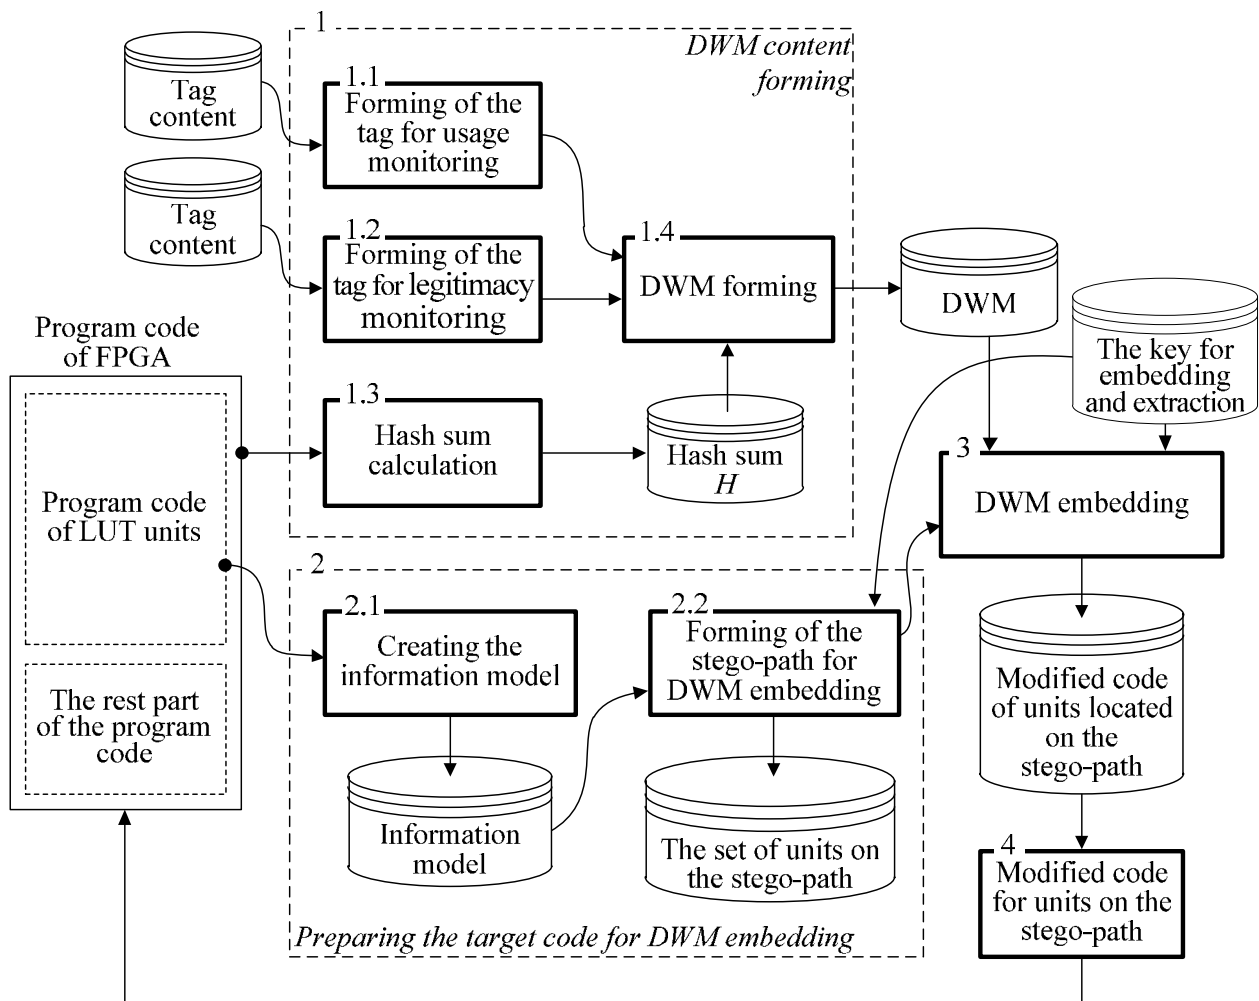 1
DWM content
forming
Tag
content
1.1
Forming of the
tag for usage
monitoring
Tag
content
1.2
Forming of the
tag for legitimacy
monitoring
1.4
DWM forming
DWM
The key for
embedding
and extraction
Program code
of FPGA
1.3
Hash sum
calculation
Hash sum
H
3
DWM embedding
Program code
of LUT units
2
2.1
Creating the
information model
2.2
Forming of the
stego-path for
DWM embedding
The rest part
of the program
code
Modified code
of units located
on the
stego-path
Information
model
The set of units on
the stego-path
4
Modified code
for units on the
stego-path
Preparing the target code for DWM embedding